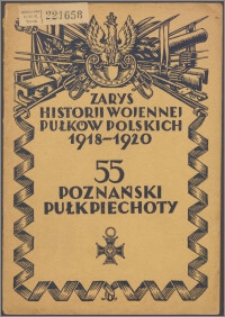 221658
ZARYS
HISTORJI WOJENNEJ
PUŁKÓW POLSKICH
1918-1920
55
POZNAŃSKI
PUŁK PIECHOTY